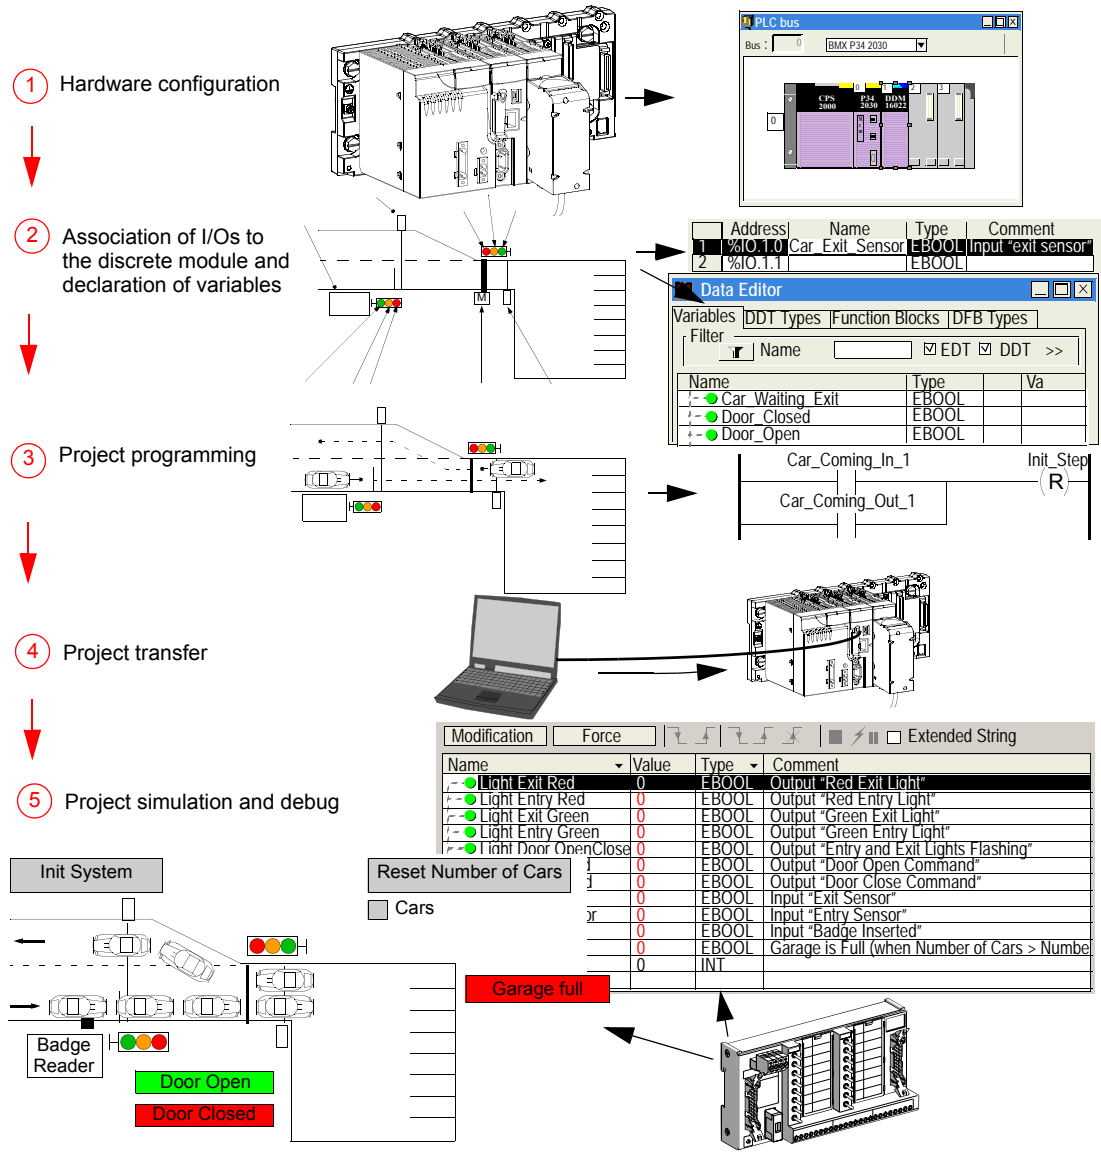 1 Hardware configuration
PLC bus
Bus : 0 BMX P34 2030
0
0 1 2 3
CPS 2000
P34 2030
DDM 16022
2 Association of I/Os to
the discrete module and
declaration of variables
M
Address Name Type Comment
1 %IO.1.0 Car_Exit_Sensor EBOOL Input “exit sensor”
2 %IO.1.1 EBOOL
Data Editor
Variables DDT Types Function Blocks DFB Types
Filter
Name EDT DDT >>
Name Type Va
Car_Waiting_Exit EBOOL
Door_Closed EBOOL
Door_Open EBOOL
3 Project programming
Car_Coming_In_1 Init_Step
R
Car_Coming_Out_1
4 Project transfer
5 Project simulation and debug
Modification Force Extended String
Name Value Type Comment
Light Exit Red 0 EBOOL Output “Red Exit Light”
Light Entry Red 0 EBOOL Output “Red Entry Light”
Light Exit Green 0 EBOOL Output “Green Exit Light”
Light Entry Green 0 EBOOL Output “Green Entry Light”
Light Door OpenClose 0 EBOOL Output “Entry and Exit Lights Flashing”
d 0 EBOOL Output “Door Open Command”
d 0 EBOOL Output “Door Close Command”
0 EBOOL Input “Exit Sensor”
or 0 EBOOL Input “Entry Sensor”
0 EBOOL Input “Badge Inserted”
0 EBOOL Garage is Full (when Number of Cars > Numbe
0 INT
Init System
Reset Number of Cars
Cars
Garage full
Badge
Reader
Door Open
Door Closed